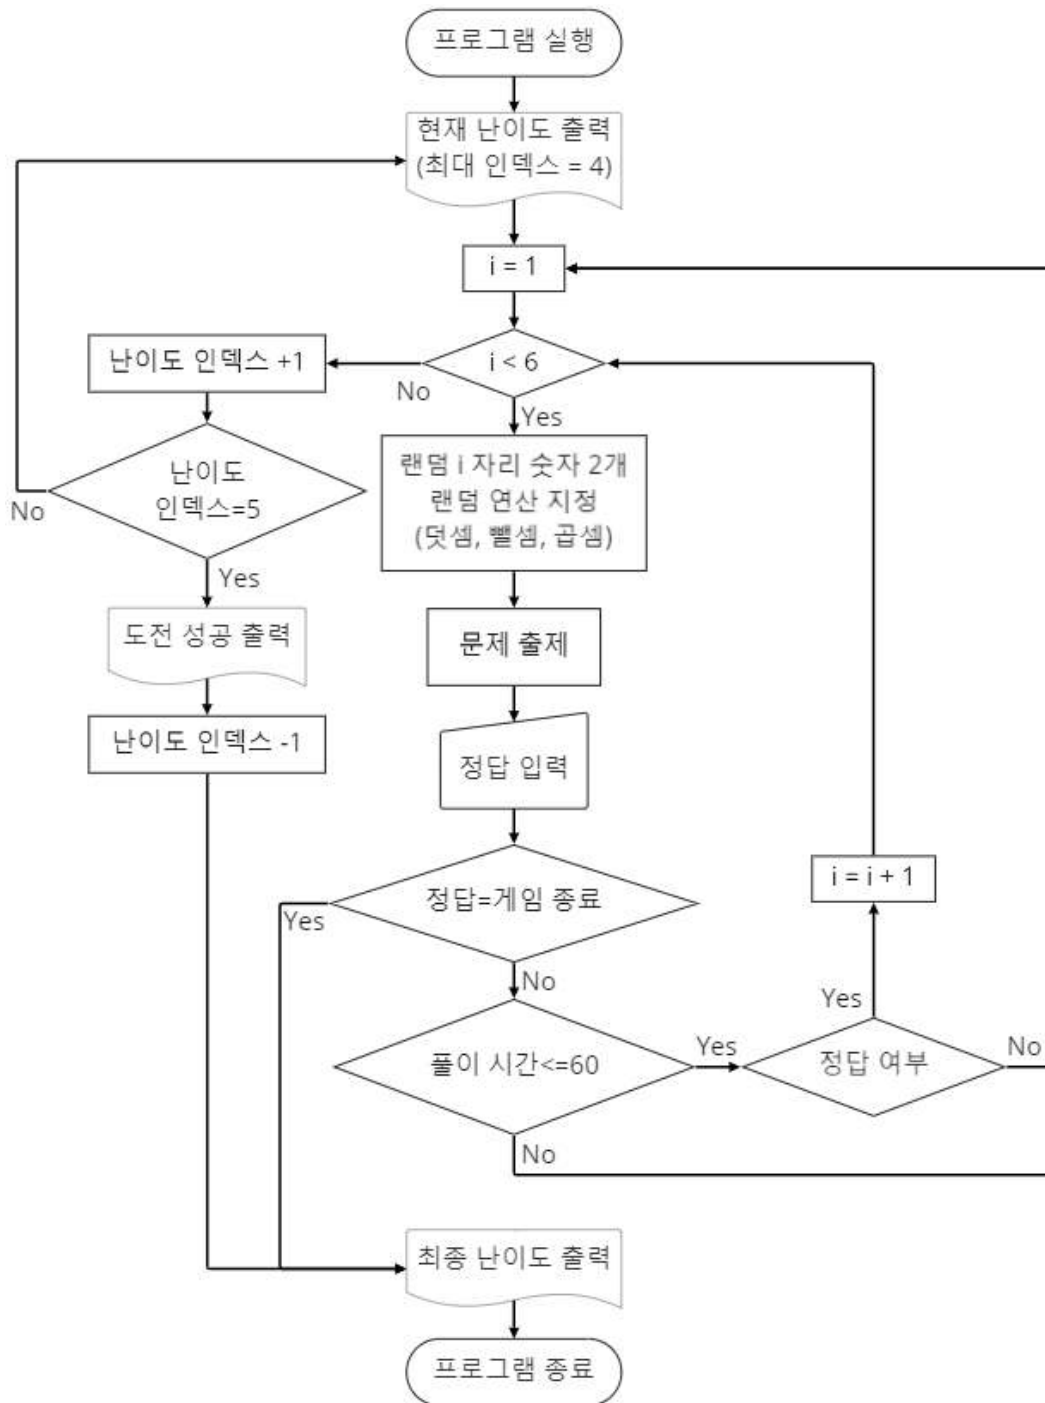 프로그램 실행
현재 난이도 출력
(최대 인덱스 = 4)
i = 1
난이도 인덱스 +1
i < 6
No
Yes
난이도
인덱스=5
No
Yes
랜덤 i 자리 숫자 2개
랜덤 연산 지정
(덧셈, 뺄셈, 곱셈)
도전 성공 출력
문제 출제
난이도 인덱스 -1
정답 입력
정답=게임 종료
Yes
No
i = i + 1
풀이 시간<=60
Yes
No
정답 여부
Yes
No
최종 난이도 출력
프로그램 종료